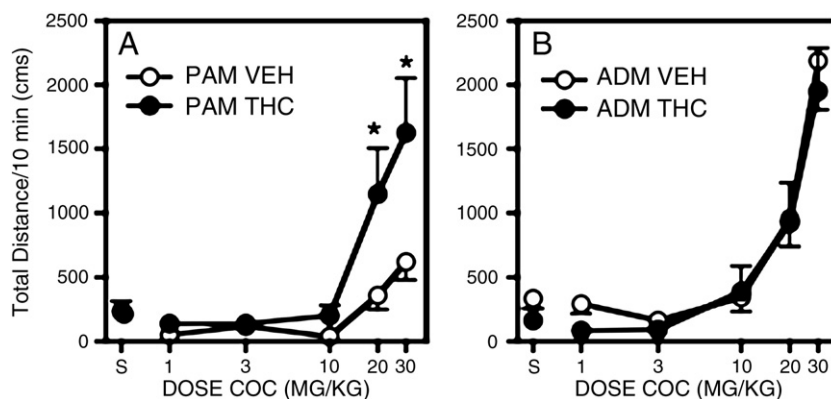 A
PAM VEH
PAM THC
*
*
Total Distance/10 min (cms)
2500
2000
1500
1000
500
0
S
1
3
10
20
30
DOSE COC (MG/KG)
B
ADM VEH
ADM THC
2500
2000
1500
1000
500
0
S
1
3
10
20
30
DOSE COC (MG/KG)